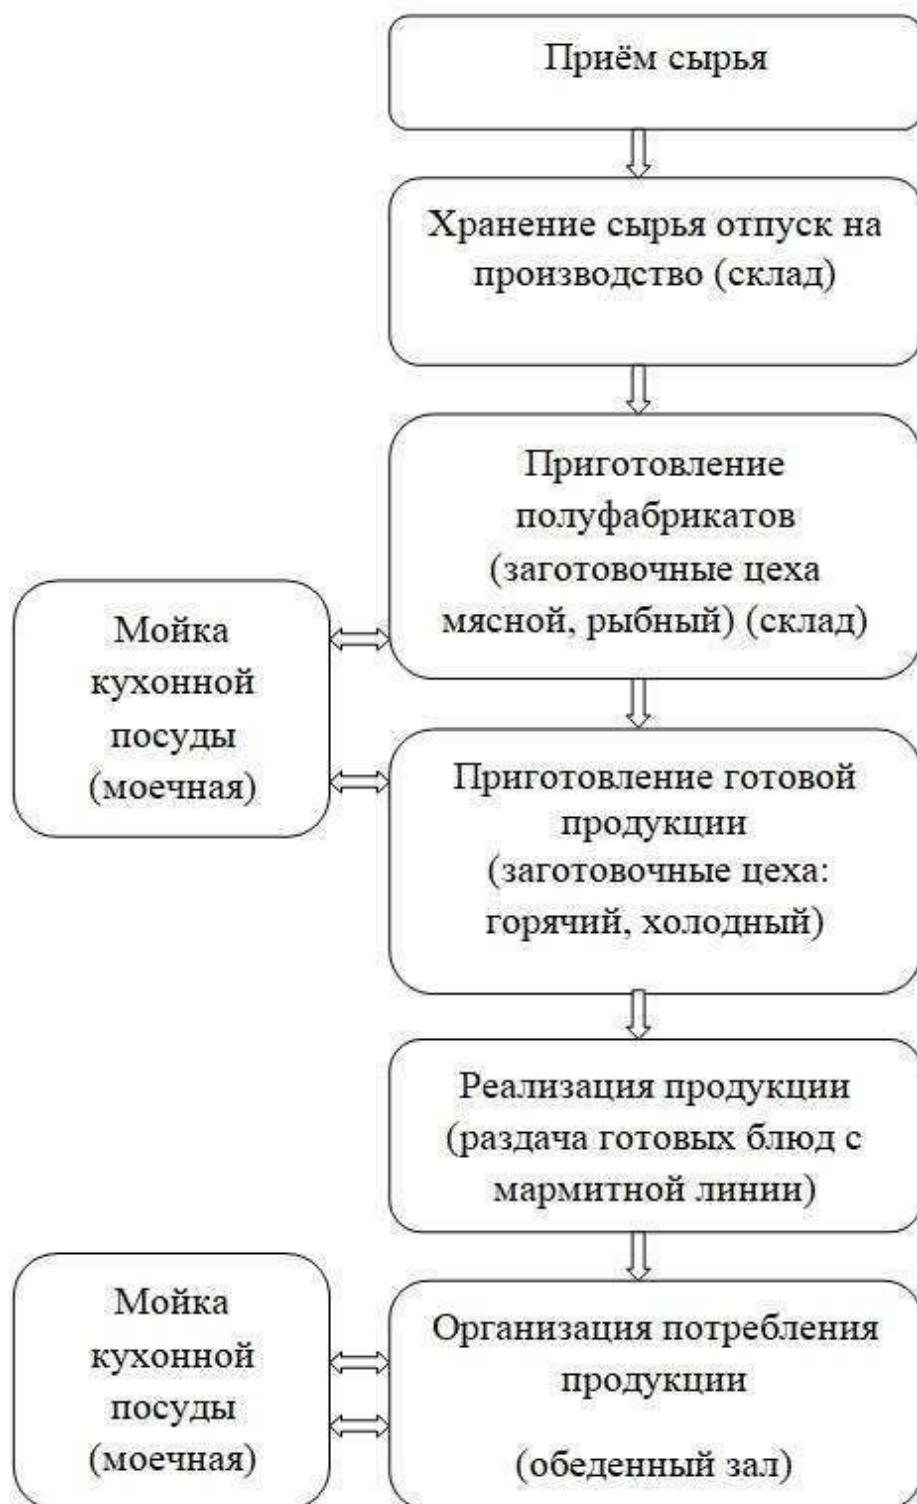 Приём сырья
Хранение сырья отпуск на
производство (склад)
Приготовление
полуфабрикатов
(заготовочные цеха
мясной, рыбный) (склад)
Мойка
кухонной
посуды
(моечная)
Приготовление готовой
продукции
(заготовочные цеха:
горячий, холодный)
Реализация продукции
(раздача готовых блюд с
мармитной линии)
Мойка
кухонной
посуды
(моечная)
Организация потребления
продукции
(обеденный зал)